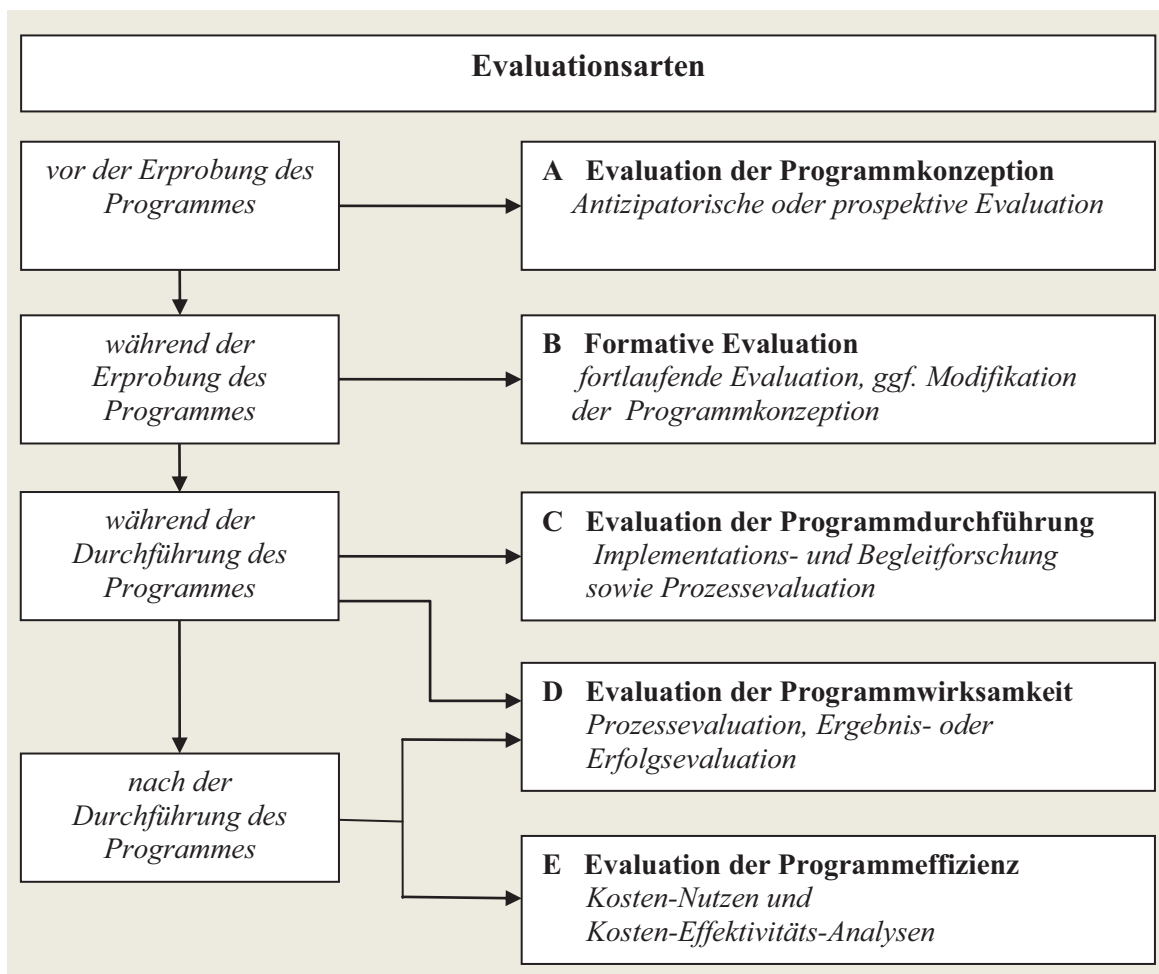 Evaluationsarten
vor der Erprobung des
Programmes
A Evaluation der Programmkonzeption
Antizipatorische oder prospektive Evaluation
während der
Erprobung des
Programmes
B Formative Evaluation
fortlaufende Evaluation, ggf. Modifikation
der Programmkonzeption
während der
Durchführung des
Programmes
C Evaluation der Programmdurchführung
Implementations- und Begleitforschung
sowie Prozessevaluation
D Evaluation der Programmwirksamkeit
Prozessevaluation, Ergebnis- oder
Erfolgsevaluation
nach der
Durchführung des
Programmes
E Evaluation der Programmeffizienz
Kosten-Nutzen und
Kosten-Effektivitäts-Analysen